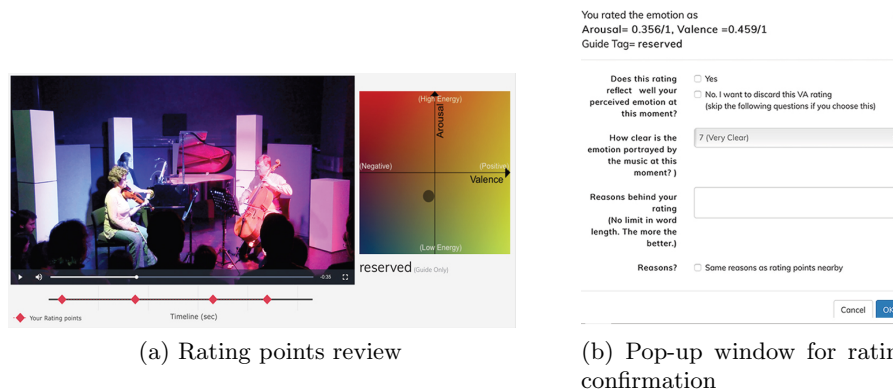 (High Energy)
Arousal
(Negative)
(Positive)
Valence
(Low Energy)
-0:35
reserved (Guide Only)
Your Rating points
Timeline (sec)
(a) Rating points review
You rated the emotion as
Arousal= 0.356/1, Valence =0.459/1
Guide Tag= reserved
Does this rating
reflect well your
perceived emotion at
this moment?
Yes
No. I want to discard this VA rating
(skip the following questions if you choose this)
How clear is the
emotion portrayed by
the music at this
moment? )
7 (Very Clear)
Reasons behind your
rating
(No limit in word
length. The more the
better.)
Reasons?
Same reasons as rating points nearby
Cancel
OK
(b) Pop-up window for
confirmation